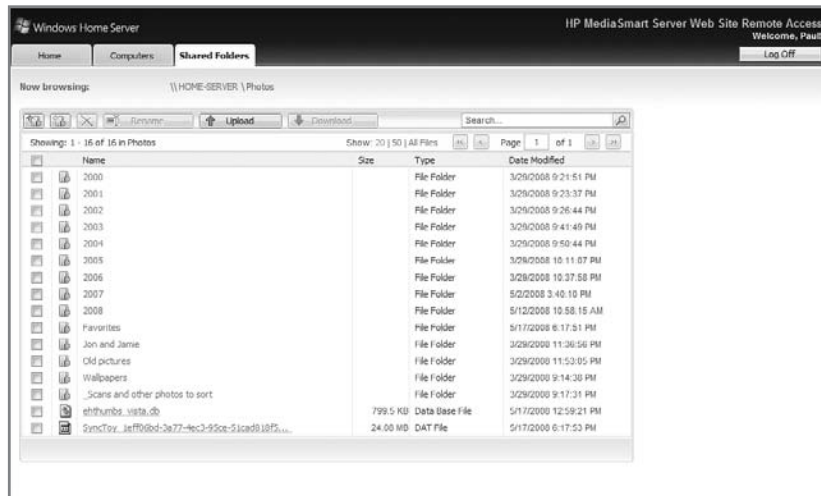 Windows Home Server
HP MediaSmart Server Web Site Remote Access
Welcome, Paul
Log Off
Home Computers Shared Folders
Now browsing: \\HOME-SERVER \Photos
Rename Upload Download Search...
Showing: 1 - 16 of 16 in Photos Show: 20 | 50 | All Files Page 1 of 1
Name Size Type Date Modified
2000 File Folder 3/29/2008 9:21:51 PM
2001 File Folder 3/29/2008 9:23:37 PM
2002 File Folder 3/29/2008 9:26:44 PM
2003 File Folder 3/29/2008 9:41:49 PM
2004 File Folder 3/29/2008 9:50:44 PM
2005 File Folder 3/29/2008 10:11:07 PM
2006 File Folder 3/29/2008 10:37:58 PM
2007 File Folder 5/2/2008 3:40:10 PM
2008 File Folder 5/12/2008 10:58:15 AM
Favorites File Folder 5/17/2008 6:17:51 PM
Jon and Jamie File Folder 3/29/2008 11:36:56 PM
Old pictures File Folder 3/29/2008 11:53:05 PM
Wallpapers File Folder 3/29/2008 9:14:38 PM
_Scans and other photos to sort File Folder 3/29/2008 9:17:31 PM
ehthumbs_vista.db 799.5 KB Data Base File 5/17/2008 12:59:21 PM
24.08 MB DAT File 5/17/2008 6:17:53 PM